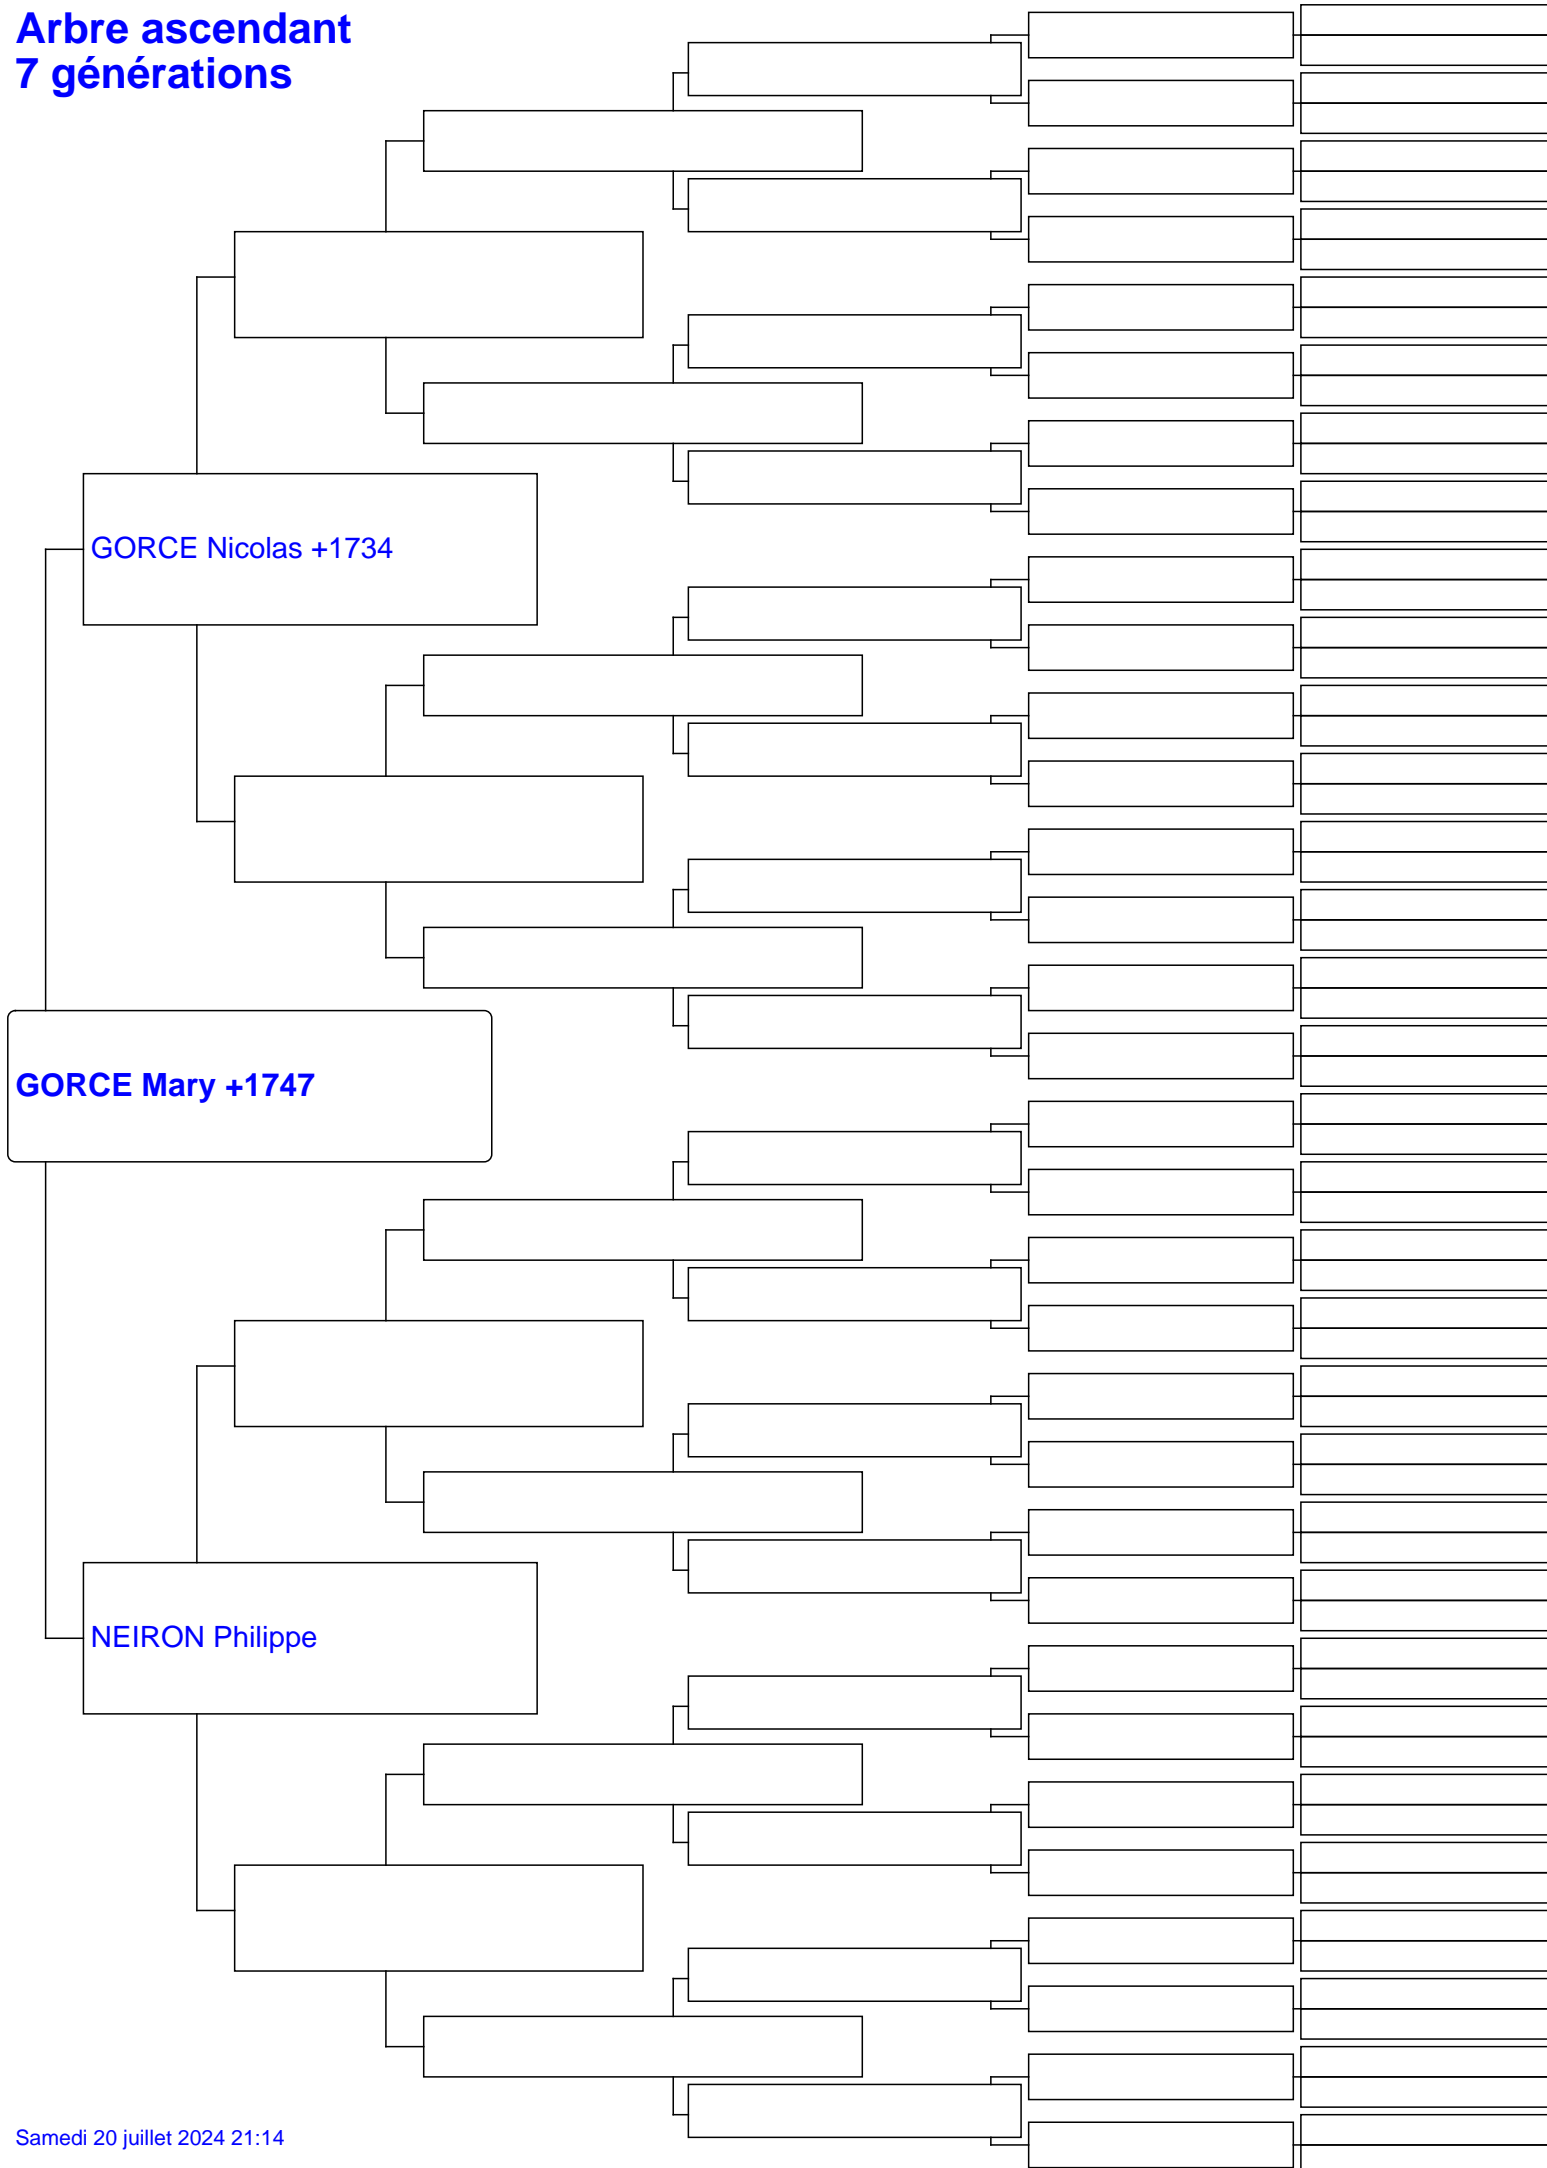 Arbre ascendant
7 générations
GORCE Nicolas +1734
GORCE Mary +1747
NEIRON Philippe
Samedi 20 juillet 2024 21:14